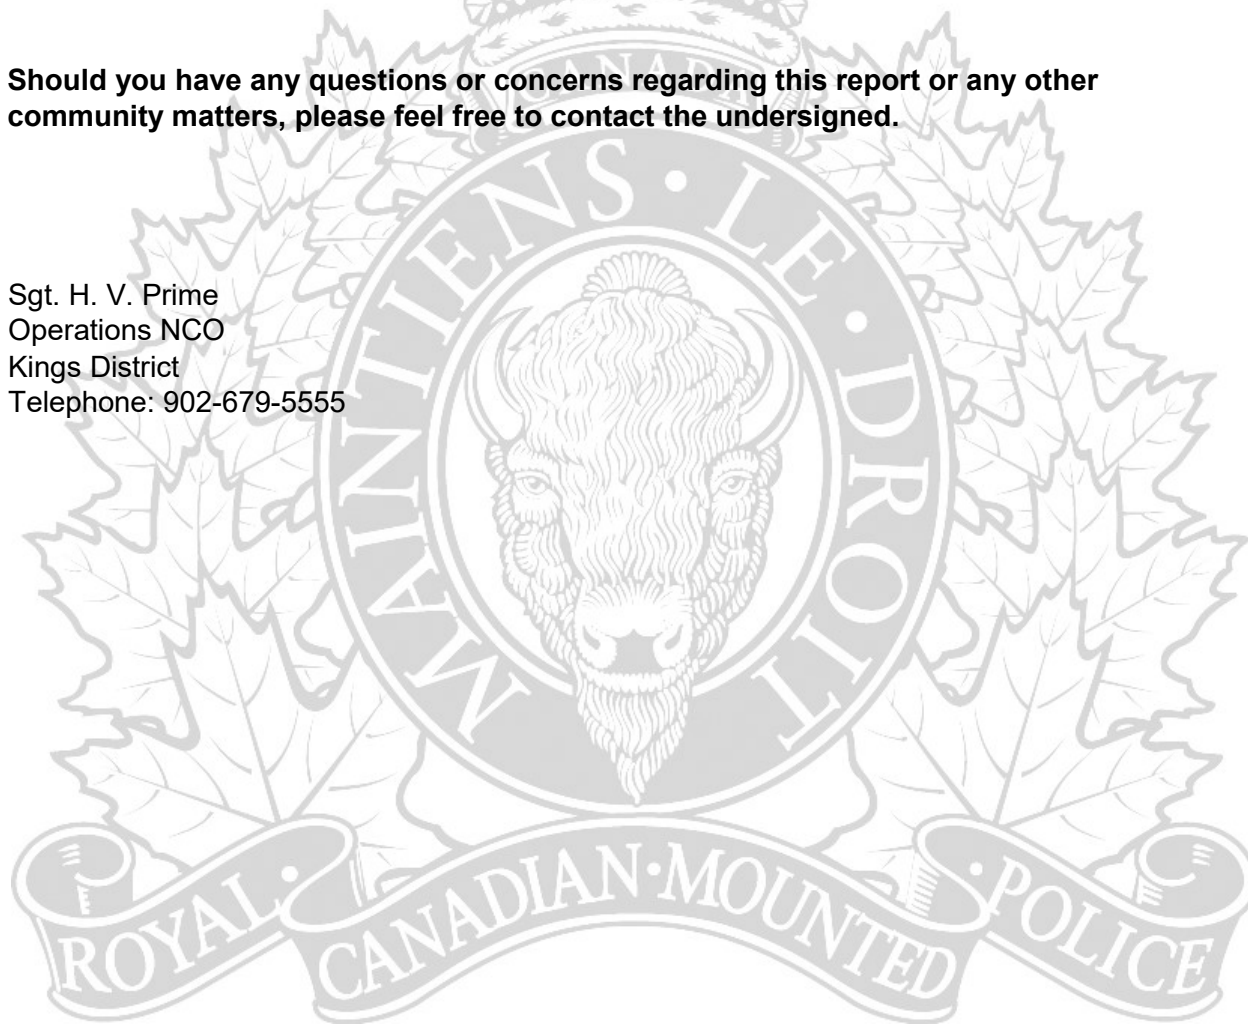 CANADA
Should you have any questions or concerns regarding this report or any other
community matters, please feel free to contact the undersigned.
MAINTIENS · LE · DROIT
Sgt. H. V. Prime
Operations NCO
Kings District
Telephone: 902-679-5555
ROYAL · CANADIAN · MOUNTED · POLICE